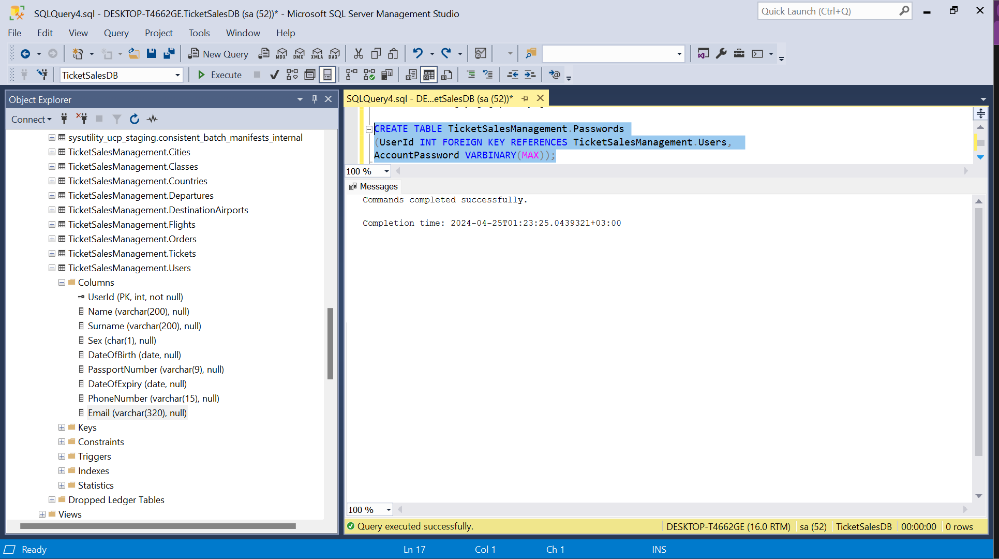 SQLQuery4.sql - DESKTOP-T4662GE.TicketSalesDB (sa (52))* - Microsoft SQL Server Management Studio
Quick Launch (Ctrl+Q)
File Edit View Query Project Tools Window Help
New Query MDX DMX XMLA DAX
TicketSalesDB Execute
Object Explorer
Connect
sysutility_ucp_staging.consistent_batch_manifests_internal
TicketSalesManagement.Cities
TicketSalesManagement.Classes
TicketSalesManagement.Countries
TicketSalesManagement.Departures
TicketSalesManagement.DestinationAirports
TicketSalesManagement.Flights
TicketSalesManagement.Orders
TicketSalesManagement.Tickets
TicketSalesManagement.Users
Columns
UserId (PK, int, not null)
Name (varchar(200), null)
Surname (varchar(200), null)
Sex (char(1), null)
DateOfBirth (date, null)
PassportNumber (varchar(9), null)
DateOfExpiry (date, null)
PhoneNumber (varchar(15), null)
Email (varchar(320), null)
Keys
Constraints
Triggers
Indexes
Statistics
Dropped Ledger Tables
Views
SQLQuery4.sql - DE...etSalesDB (sa (52))*
CREATE TABLE TicketSalesManagement.Passwords
(UserId INT FOREIGN KEY REFERENCES TicketSalesManagement.Users,
AccountPassword VARBINARY(MAX));
100 %
Messages
Commands completed successfully.
Completion time: 2024-04-25T01:23:25.0439321+03:00
100 %
Query executed successfully. DESKTOP-T4662GE (16.0 RTM) sa (52) TicketSalesDB 00:00:00 0 rows
Ready Ln 17 Col 1 Ch 1 INS